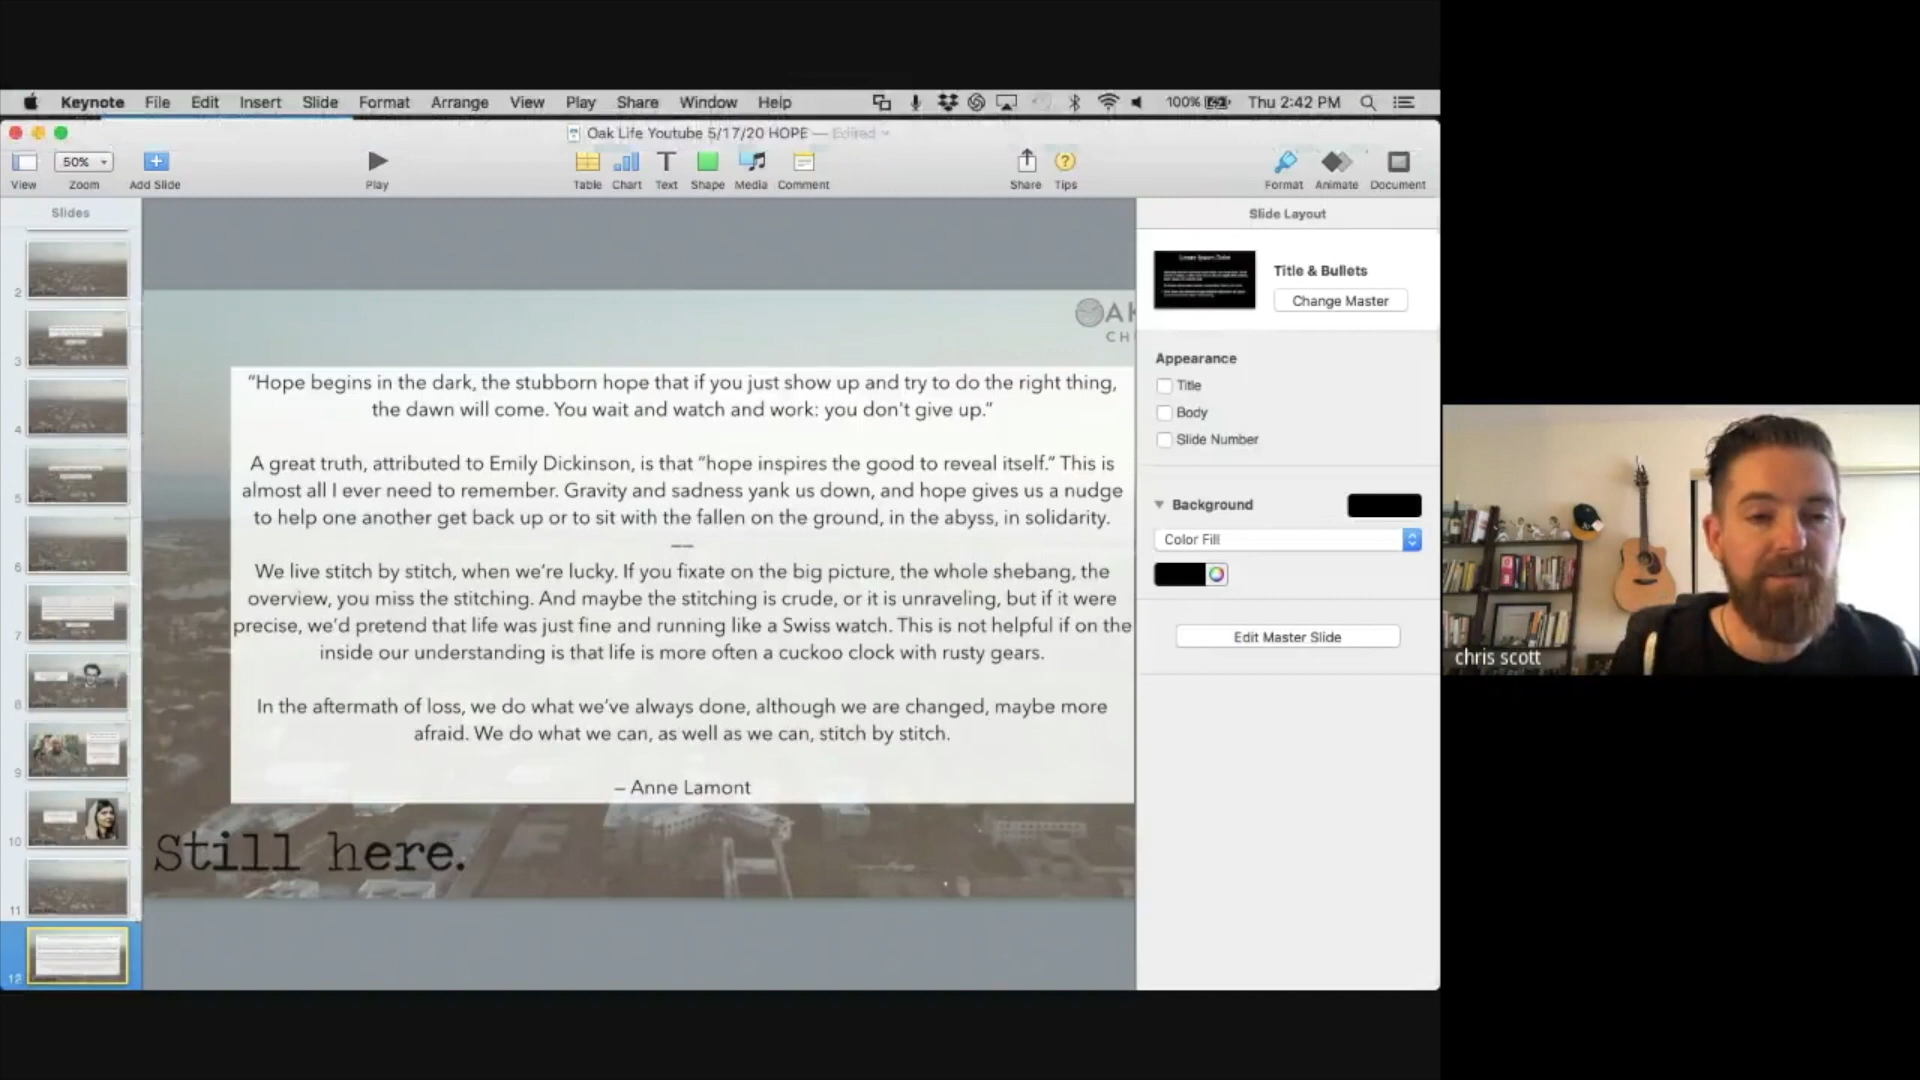 Keynote File Edit Insert Slide Format Arrange View Play Share Window Help 100% Thu 2:42 PM
Oak Life Youtube 5/17/20 HOPE — Edited
50%
View Zoom Add Slide Play Table Chart Text Shape Media Comment Share Tips Format Animate Document
Slides
2
3
4
5
6
7
8
9
10
11
12
CH
“Hope begins in the dark, the stubborn hope that if you just show up and try to do the right thing,
the dawn will come. You wait and watch and work: you don't give up.”
A great truth, attributed to Emily Dickinson, is that “hope inspires the good to reveal itself.” This is
almost all I ever need to remember. Gravity and sadness yank us down, and hope gives us a nudge
to help one another get back up or to sit with the fallen on the ground, in the abyss, in solidarity.
—
We live stitch by stitch, when we’re lucky. If you fixate on the big picture, the whole shebang, the
overview, you miss the stitching. And maybe the stitching is crude, or it is unraveling, but if it were
precise, we’d pretend that life was just fine and running like a Swiss watch. This is not helpful if on the
inside our understanding is that life is more often a cuckoo clock with rusty gears.
In the aftermath of loss, we do what we’ve always done, although we are changed, maybe more
afraid. We do what we can, as well as we can, stitch by stitch.
– Anne Lamont
Still here.
Slide Layout
Title & Bullets
Change Master
Appearance
Title
Body
Slide Number
Background
Color Fill
Edit Master Slide
chris scott